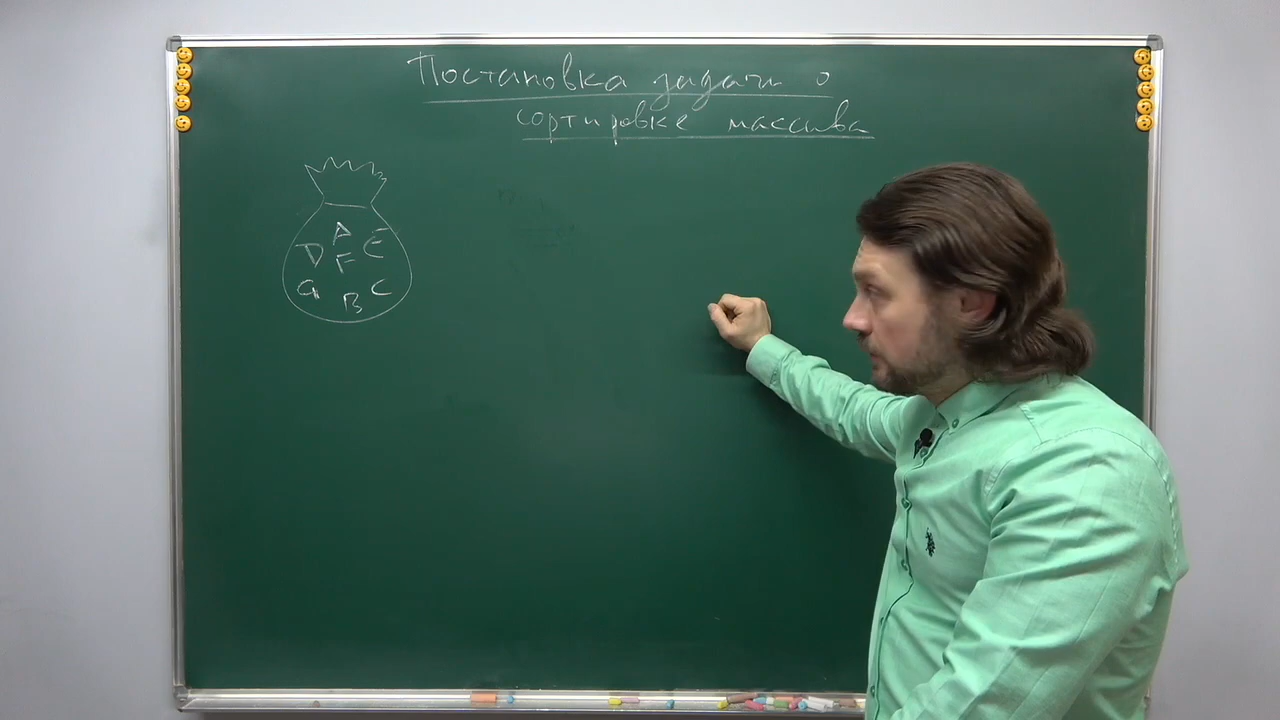 Постановка задачи о
сортировке массива
A
D E
F
G C
B